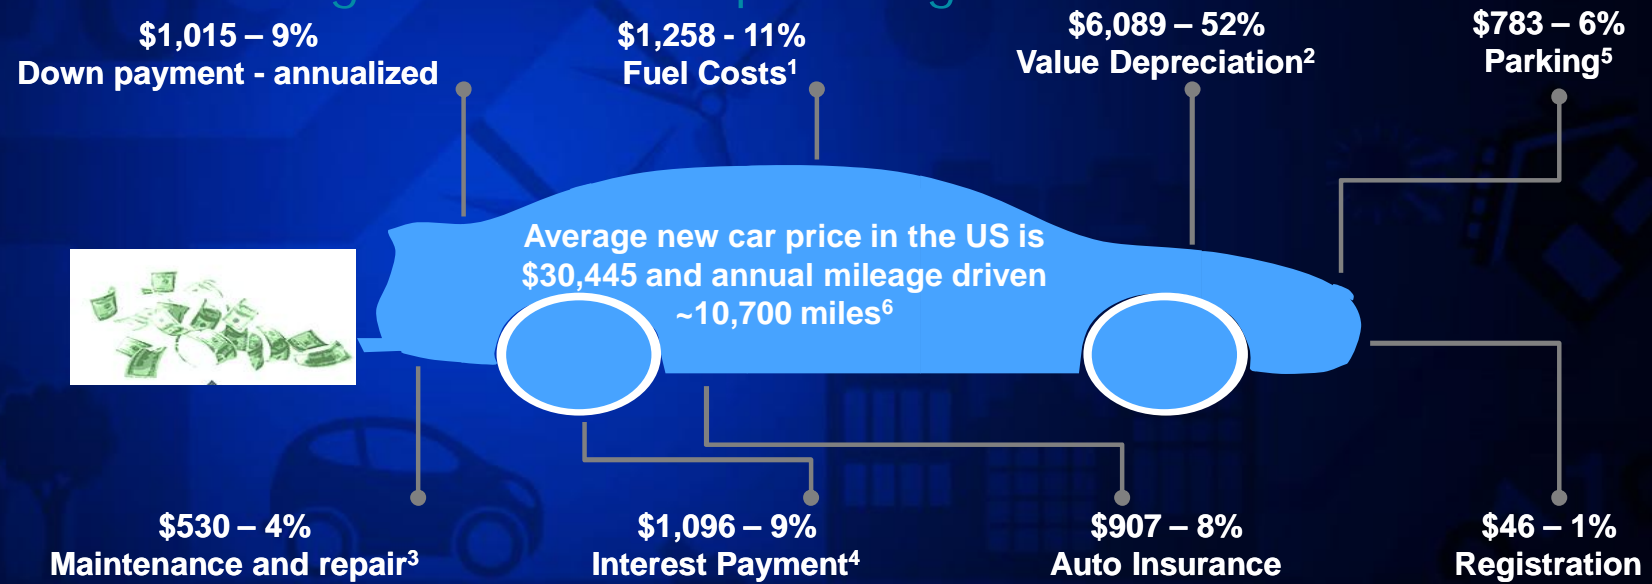 $1,015 – 9%
Down payment - annualized
$1,258 - 11%
Fuel Costs¹
$6,089 – 52%
Value Depreciation²
$783 – 6%
Parking⁵
Average new car price in the US is
$30,445 and annual mileage driven
~10,700 miles⁶
$530 – 4%
Maintenance and repair³
$1,096 – 9%
Interest Payment⁴
$907 – 8%
Auto Insurance
$46 – 1%
Registration